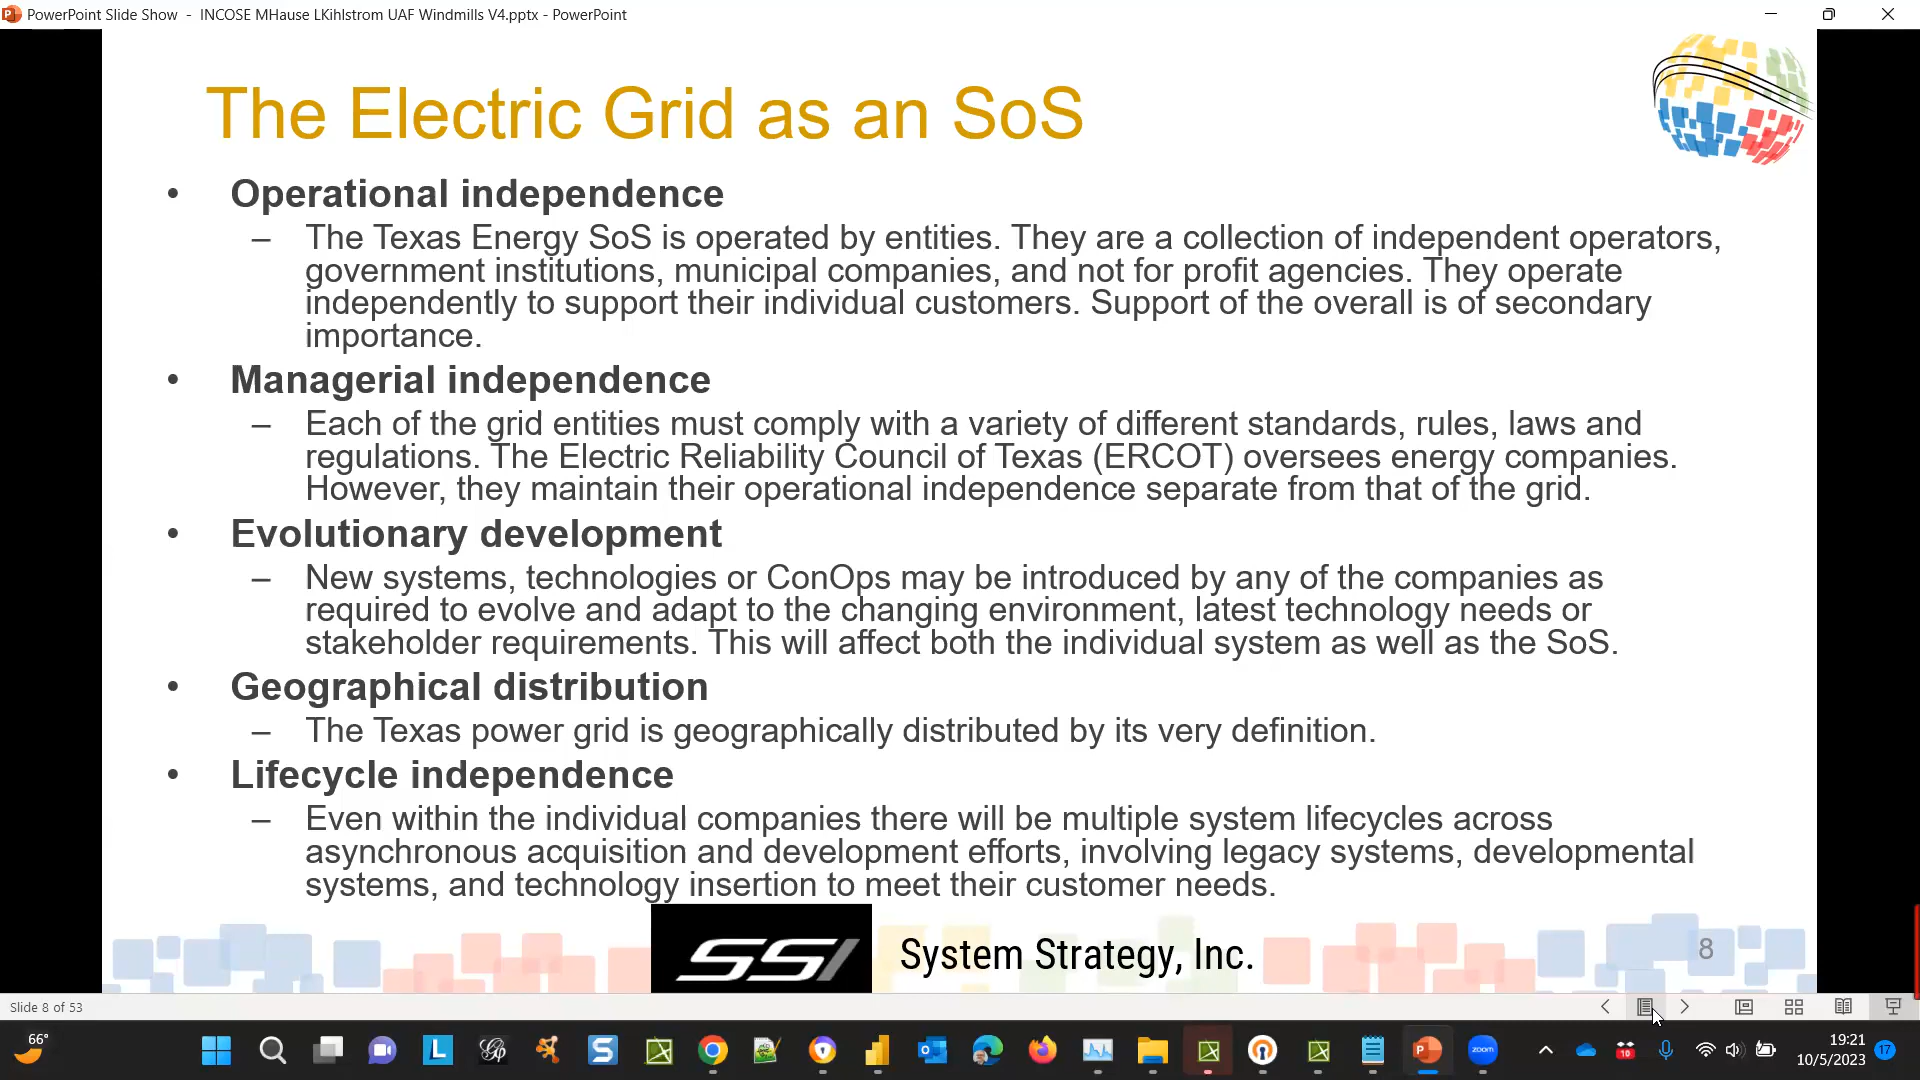 PowerPoint Slide Show - INCOSE MHause LKihlstrom UAF Windmills V4.pptx - PowerPoint
The Electric Grid as an SoS
• Operational independence
– The Texas Energy SoS is operated by entities. They are a collection of independent operators,
government institutions, municipal companies, and not for profit agencies. They operate
independently to support their individual customers. Support of the overall is of secondary
importance.
• Managerial independence
– Each of the grid entities must comply with a variety of different standards, rules, laws and
regulations. The Electric Reliability Council of Texas (ERCOT) oversees energy companies.
However, they maintain their operational independence separate from that of the grid.
• Evolutionary development
– New systems, technologies or ConOps may be introduced by any of the companies as
required to evolve and adapt to the changing environment, latest technology needs or
stakeholder requirements. This will affect both the individual system as well as the SoS.
• Geographical distribution
– The Texas power grid is geographically distributed by its very definition.
• Lifecycle independence
– Even within the individual companies there will be multiple system lifecycles across
asynchronous acquisition and development efforts, involving legacy systems, developmental
systems, and technology insertion to meet their customer needs.
SSI System Strategy, Inc.
8
Slide 8 of 53
66°
L
S
zoom
10
19:21
10/5/2023
17